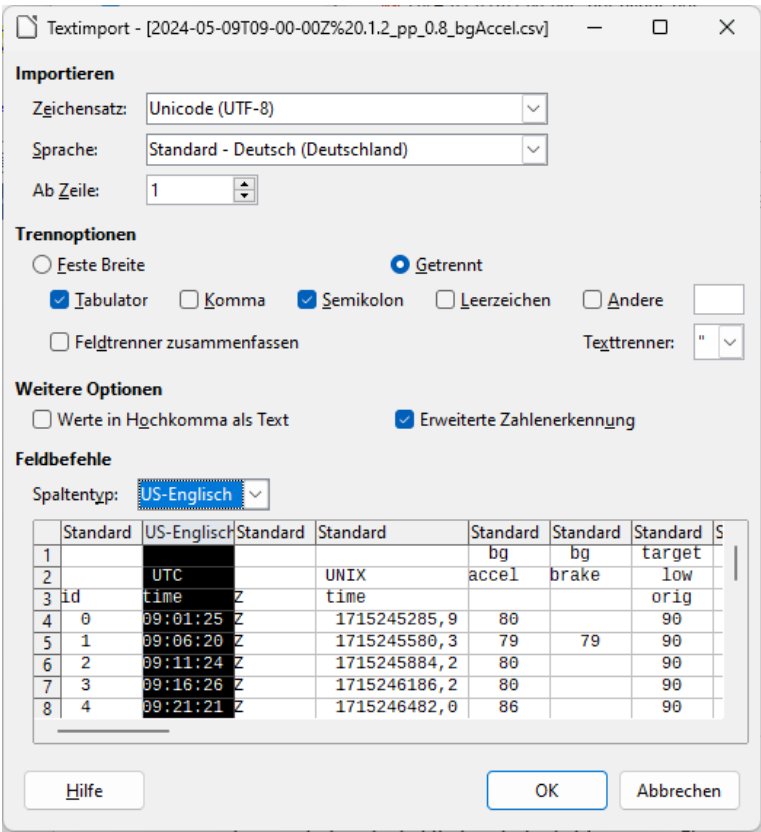 Textimport - [2024-05-09T09-00-00Z%20.1.2_pp_0.8_bgAccel.csv]
Importieren
Zeichensatz: Unicode (UTF-8)
Sprache: Standard - Deutsch (Deutschland)
Ab Zeile: 1
Trennoptionen
Feste Breite Getrennt
Tabulator Komma Semikolon Leerzeichen Andere
Feldtrenner zusammenfassen Texttrenner: "
Weitere Optionen
Werte in Hochkomma als Text Erweiterte Zahlenerkennung
Feldbefehle
Spaltentyp: US-Englisch
Standard US-Englisch Standard Standard Standard Standard Standard S
1 bg bg target
2 UTC UNIX accel brake low
3 id time Z time orig
4 0 09:01:25 Z 1715245285,9 80 90
5 1 09:06:20 Z 1715245580,3 79 79 90
6 2 09:11:24 Z 1715245884,2 80 90
7 3 09:16:26 Z 1715246186,2 80 90
8 4 09:21:21 Z 1715246482,0 86 90
Hilfe OK Abbrechen